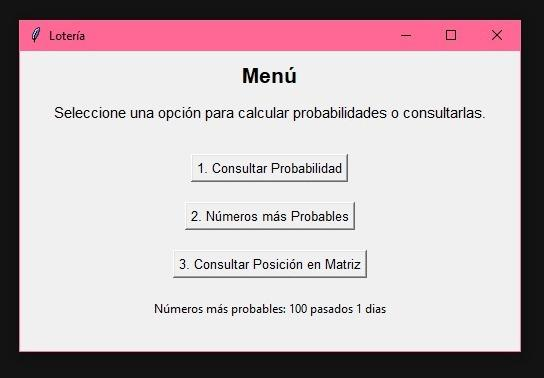 Lotería
Menú
Seleccione una opción para calcular probabilidades o consultarlas.
1. Consultar Probabilidad
2. Números más Probables
3. Consultar Posición en Matriz
Números más probables: 100 pasados 1 dias